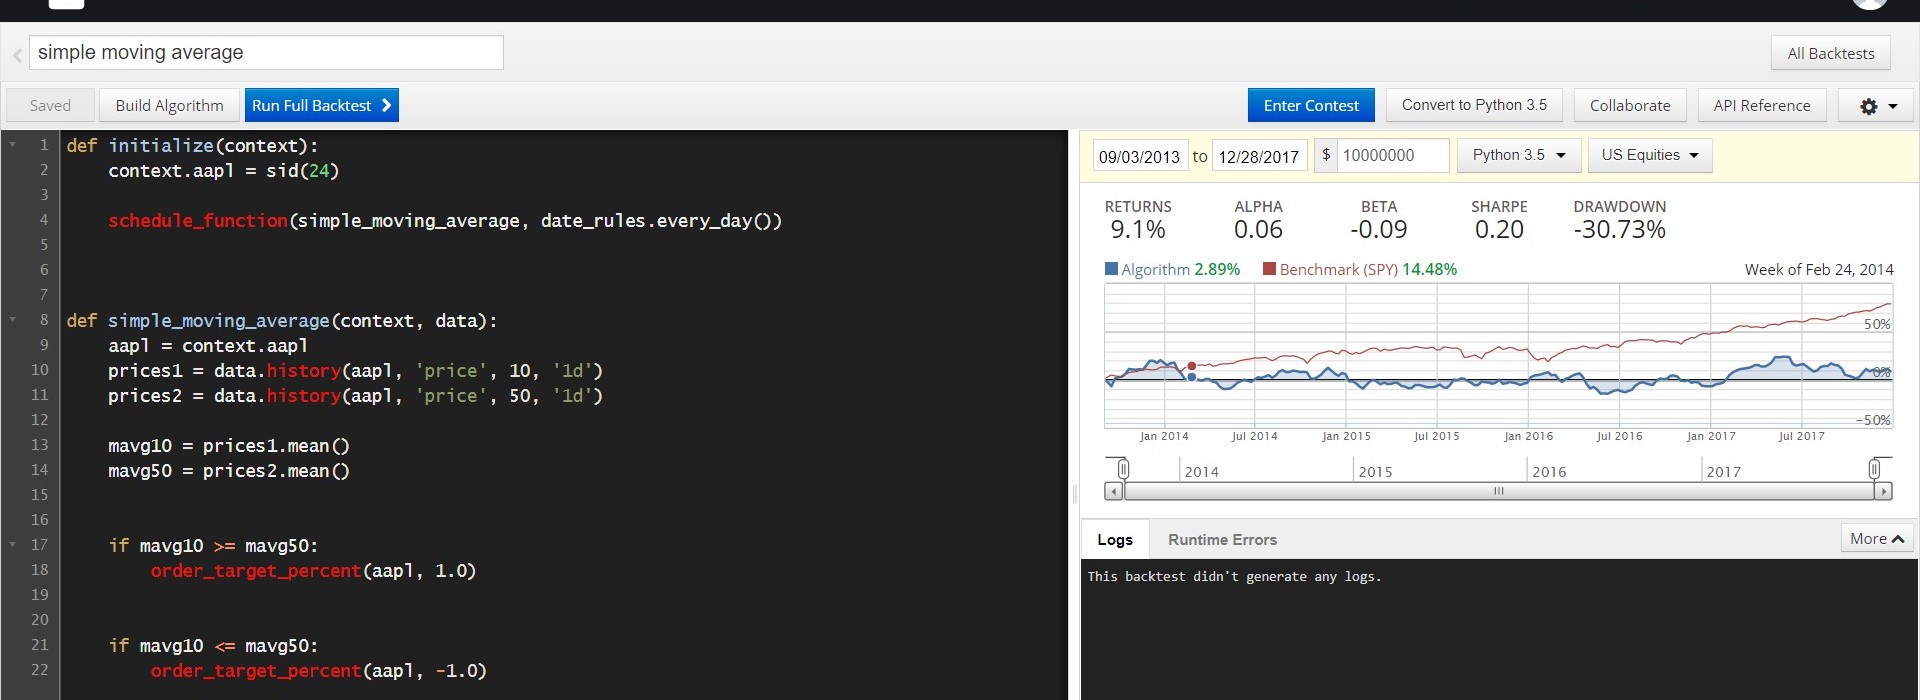 simple moving average
All Backtests
Saved Build Algorithm Run Full Backtest Enter Contest Convert to Python 3.5 Collaborate API Reference
1 def initialize(context):
2 context.aapl = sid(24)
3
4 schedule_function(simple_moving_average, date_rules.every_day())
5
6
7
8 def simple_moving_average(context, data):
9 aapl = context.aapl
10 prices1 = data.history(aapl, 'price', 10, '1d')
11 prices2 = data.history(aapl, 'price', 50, '1d')
12
13 mavg10 = prices1.mean()
14 mavg50 = prices2.mean()
15
16
17 if mavg10 >= mavg50:
18 order_target_percent(aapl, 1.0)
19
20
21 if mavg10 <= mavg50:
22 order_target_percent(aapl, -1.0)
09/03/2013 to 12/28/2017 $ 10000000 Python 3.5 US Equities
RETURNS ALPHA BETA SHARPE DRAWDOWN
9.1% 0.06 -0.09 0.20 -30.73%
Algorithm 2.89% Benchmark (SPY) 14.48% Week of Feb 24, 2014
50%
0%
-50%
Jan 2014 Jul 2014 Jan 2015 Jul 2015 Jan 2016 Jul 2016 Jan 2017 Jul 2017
2014 2015 2016 2017
Logs Runtime Errors More
This backtest didn't generate any logs.